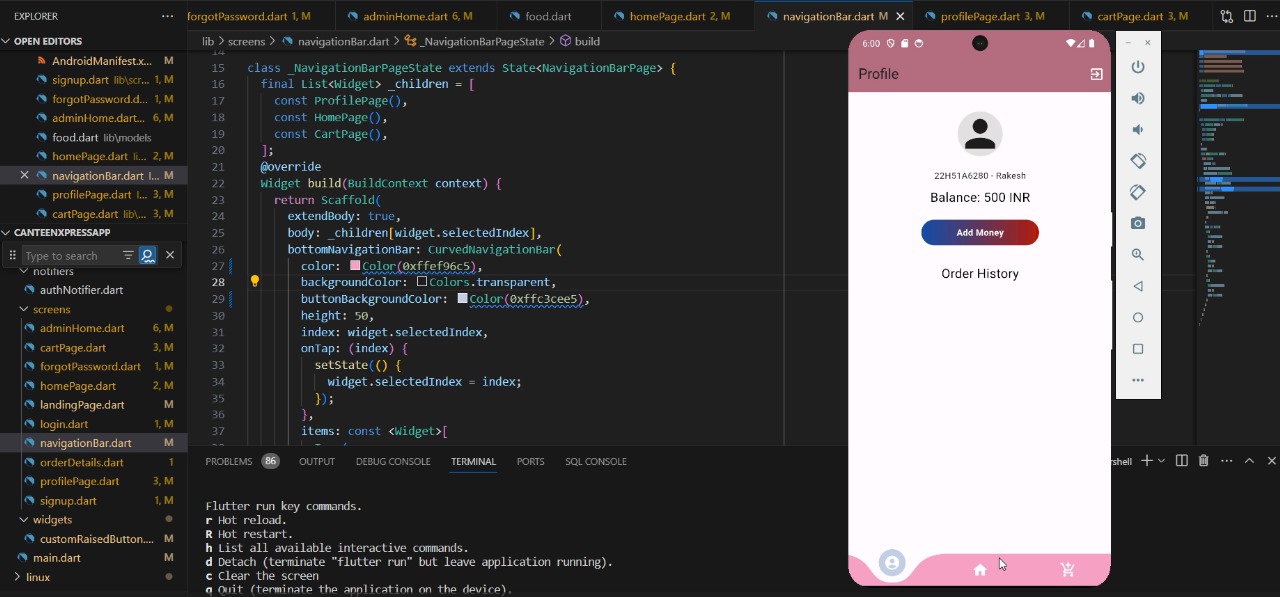 EXPLORER
forgotPassword.dart 1, M
adminHome.dart 6, M
food.dart
homePage.dart 2, M
navigationBar.dart M
profilePage.dart 3, M
cartPage.dart 3, M
lib > screens > navigationBar.dart > _NavigationBarPageState > build
OPEN EDITORS
AndroidManifest.x... M
signup.dart lib\scr... 1, M
forgotPassword.d... 1, M
adminHome.dart... 6, M
food.dart lib\models
homePage.dart li... 2, M
navigationBar.dart l... M
profilePage.dart l... 3, M
cartPage.dart lib\... 3, M
CANTEENXPRESSAPP
Type to search
notifiers
authNotifier.dart
screens
adminHome.dart 6, M
cartPage.dart 3, M
forgotPassword.dart 1, M
homePage.dart 2, M
landingPage.dart M
login.dart 1, M
navigationBar.dart M
orderDetails.dart 1
profilePage.dart 3, M
signup.dart 1, M
widgets
customRaisedButton.... M
main.dart M
linux
14
15 class _NavigationBarPageState extends State<NavigationBarPage> {
16 final List<Widget> _children = [
17 const ProfilePage(),
18 const HomePage(),
19 const CartPage(),
20 ];
21 @override
22 Widget build(BuildContext context) {
23 return Scaffold(
24 extendBody: true,
25 body: _children[widget.selectedIndex],
26 bottomNavigationBar: CurvedNavigationBar(
27 color: Color(0xffef96c5),
28 backgroundColor: Colors.transparent,
29 buttonBackgroundColor: Color(0xffc3cee5),
30 height: 50,
31 index: widget.selectedIndex,
32 onTap: (index) {
33 setState(() {
34 widget.selectedIndex = index;
35 });
36 },
37 items: const <Widget>[
PROBLEMS 86 OUTPUT DEBUG CONSOLE TERMINAL PORTS SQL CONSOLE
Flutter run key commands.
r Hot reload.
R Hot restart.
h List all available interactive commands.
d Detach (terminate "flutter run" but leave application running).
c Clear the screen
q Quit (terminate the application on the device).
6:00
Profile
22H51A6280 - Rakesh
Balance: 500 INR
Add Money
Order History
rshell